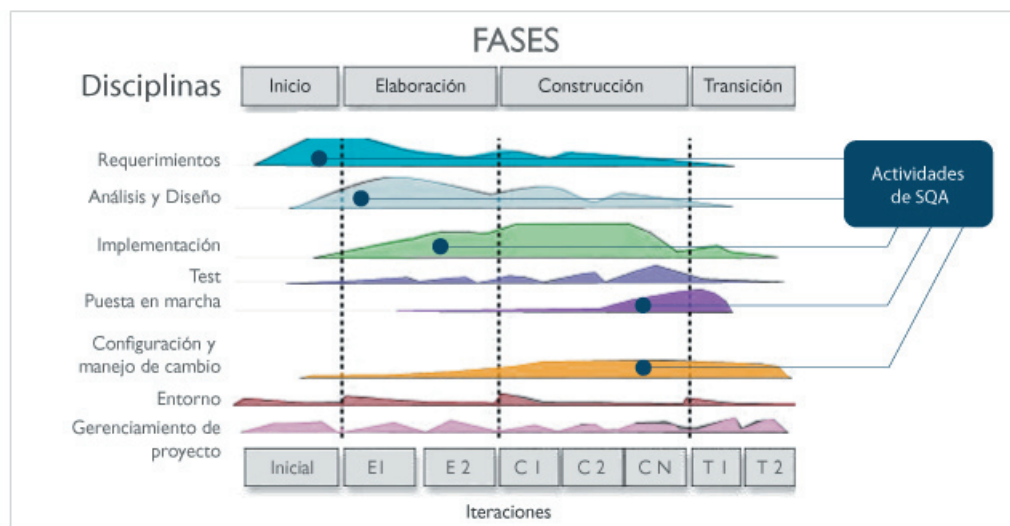 FASES
Disciplinas
Inicio
Elaboración
Construcción
Transición
Requerimientos
Análisis y Diseño
Implementación
Test
Puesta en marcha
Configuración y
manejo de cambio
Entorno
Gerenciamiento de
proyecto
Actividades
de SQA
Inicial
E1
E 2
C 1
C 2
C N
T 1
T 2
Iteraciones